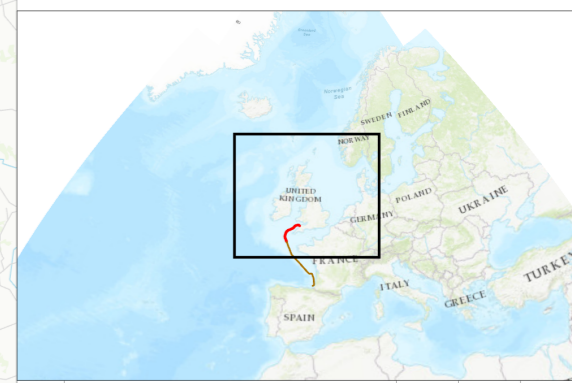 Norwegian
Sea
SWEDEN
FINLAND
NORWAY
UNITED
KINGDOM
POLAND
UKRAINE
GERMANY
FRANCE
TURKEY
ITALY
GREECE
SPAIN